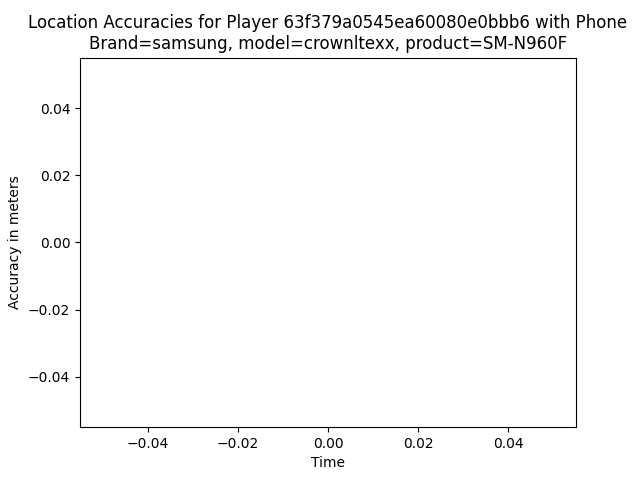 Location Accuracies for Player 63f379a0545ea60080e0bbb6 with Phone
Brand=samsung, model=crownltexx, product=SM-N960F
Accuracy in meters
0.04
0.02
0.00
−0.02
−0.04
−0.04
−0.02
0.00
0.02
0.04
Time